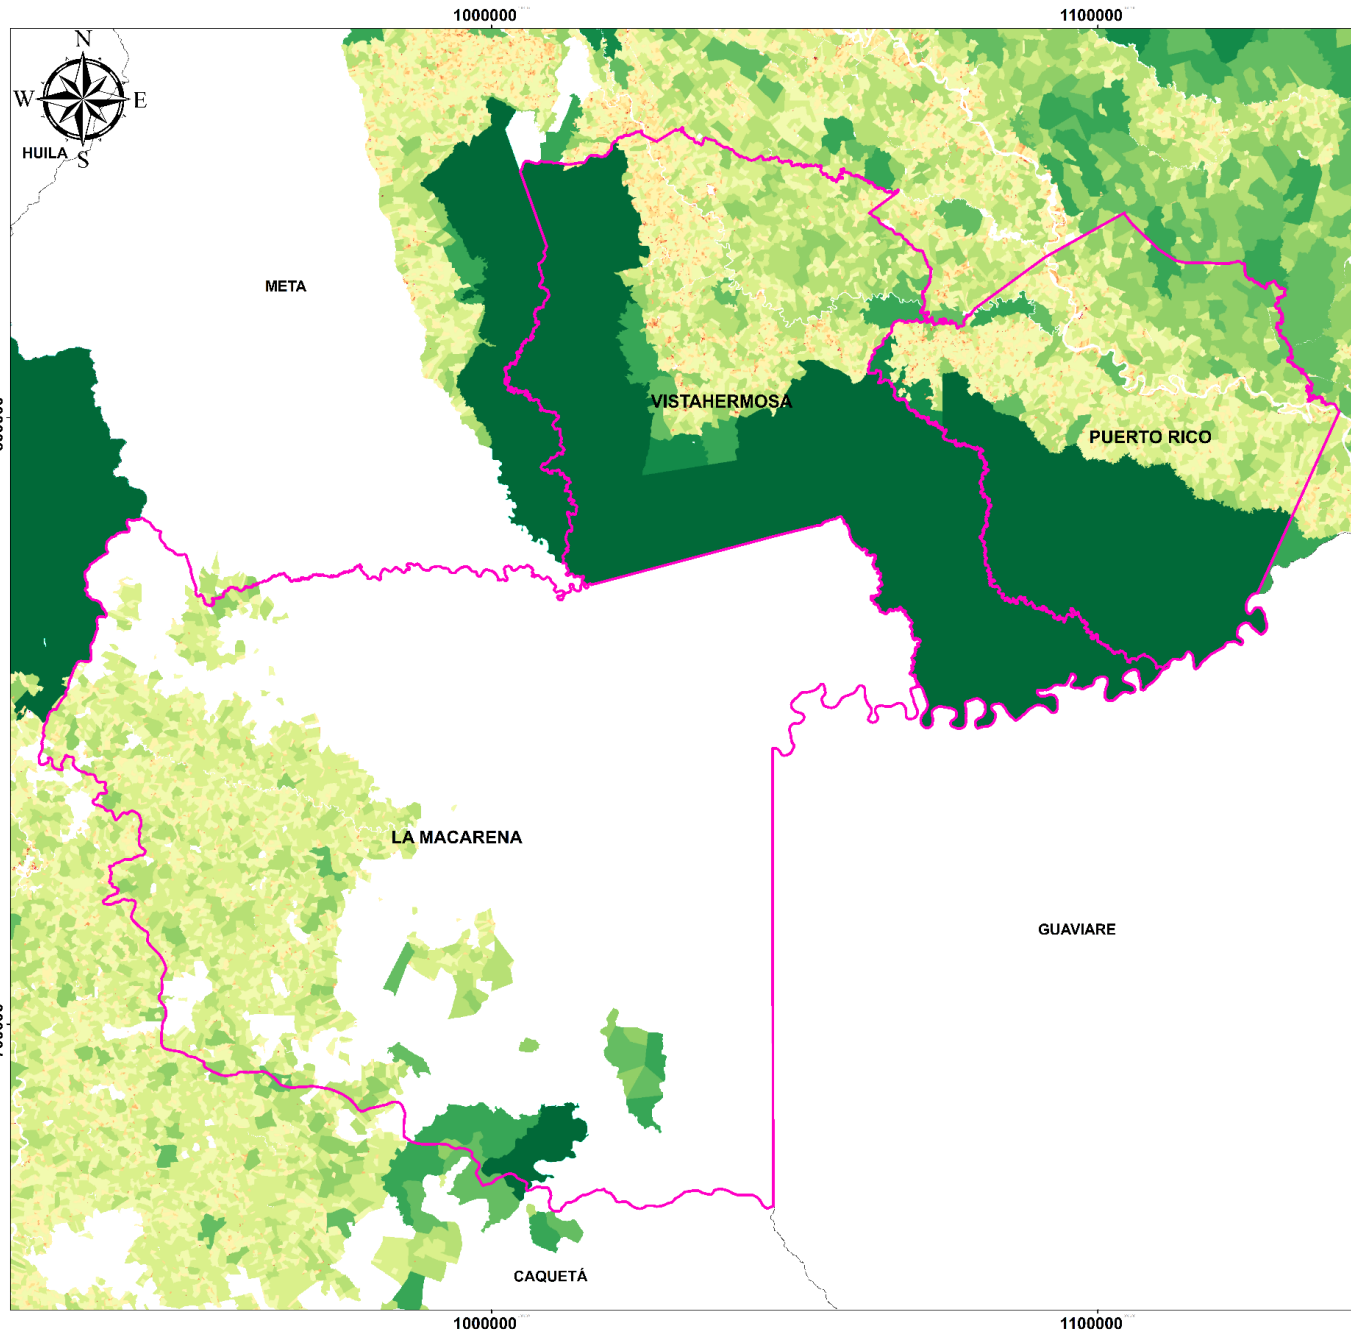 1000000 1100000
N
W E
S
HUILA
META
VISTAHERMOSA
PUERTO RICO
LA MACARENA
GUAVIARE
CAQUETÁ
1000000 1100000